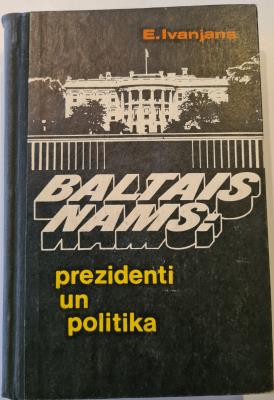 E. Ivanjans
BALTAIS
NAMS:
prezidenti
un
politika